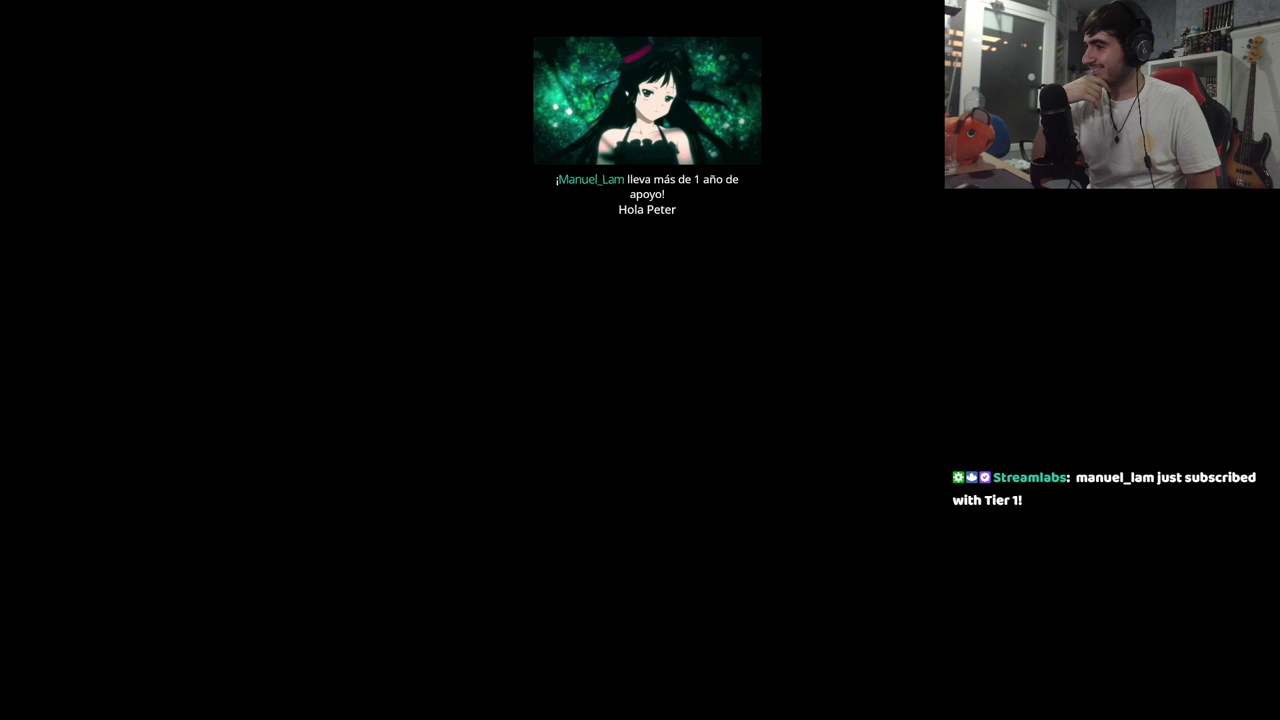 ¡Manuel_Lam lleva más de 1 año de
apoyo!
Hola Peter
Streamlabs: manuel_lam just subscribed
with Tier 1!